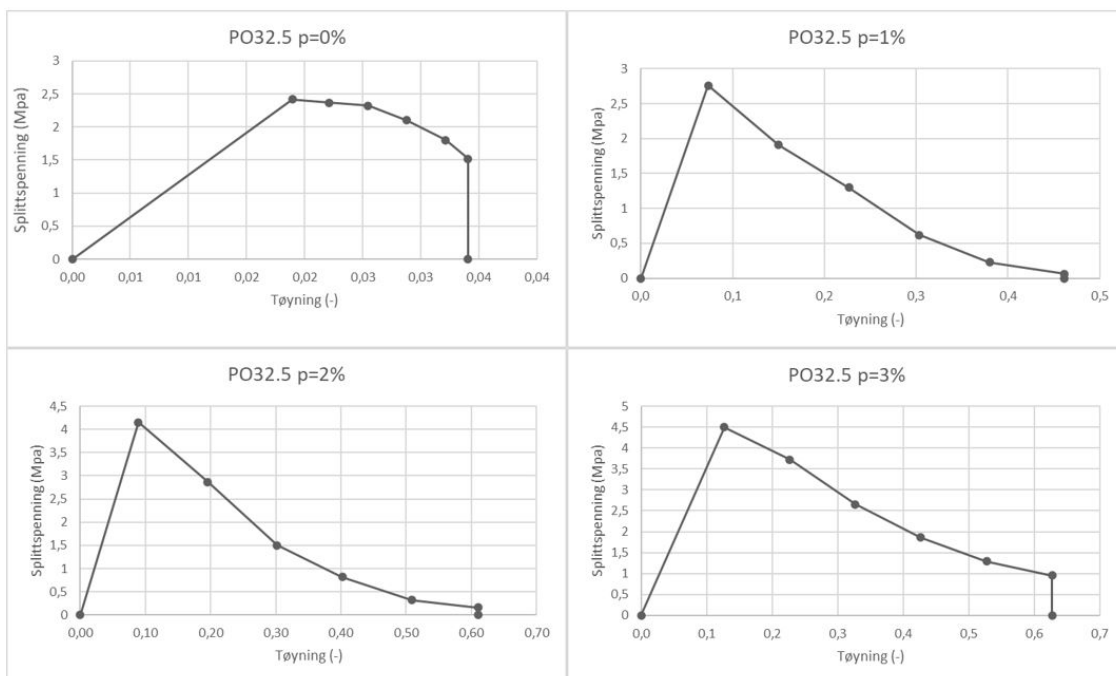 PO32.5 p=0%
Splittspenning (Mpa)
3
2,5
2
1,5
1
0,5
0
0,00 0,01 0,01 0,02 0,02 0,03 0,03 0,04 0,04
Tøyning (-)
PO32.5 p=1%
Splittspenning (Mpa)
3
2,5
2
1,5
1
0,5
0
0,0 0,1 0,2 0,3 0,4 0,5
Tøyning (-)
PO32.5 p=2%
Splittspenning (Mpa)
4,5
4
3,5
3
2,5
2
1,5
1
0,5
0
0,00 0,10 0,20 0,30 0,40 0,50 0,60 0,70
Tøyning (-)
PO32.5 p=3%
Splittspenning (Mpa)
5
4,5
4
3,5
3
2,5
2
1,5
1
0,5
0
0,0 0,1 0,2 0,3 0,4 0,5 0,6 0,7
Tøyning (-)